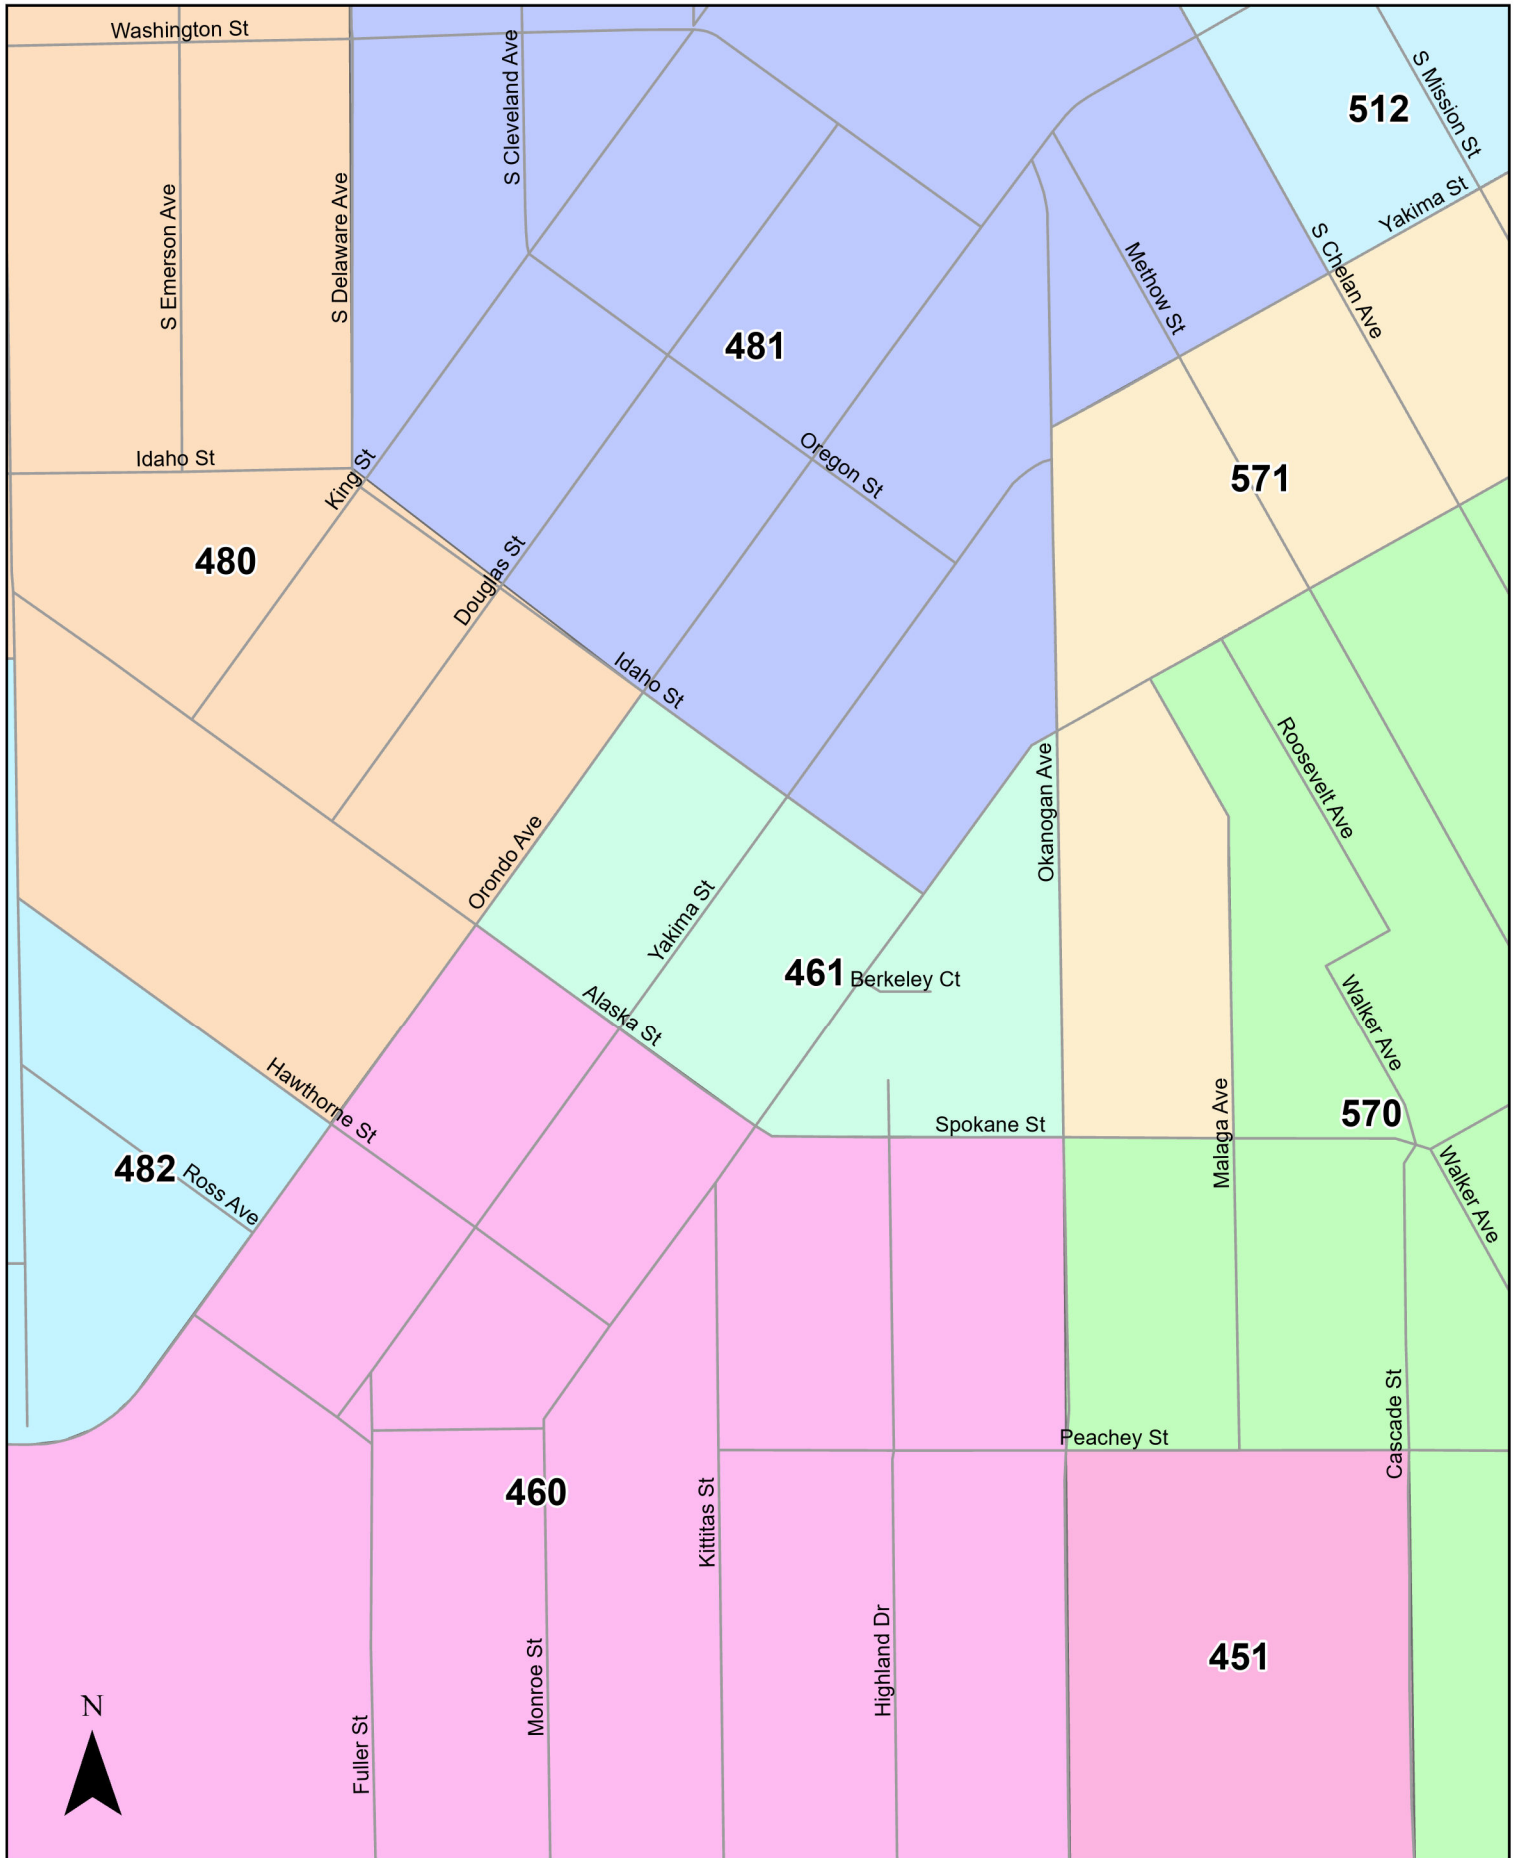 Washington St
S Cleveland Ave
S Mission St
512
S Emerson Ave
S Delaware Ave
Yakima St
S Chelan Ave
Methow St
481
Idaho St
King St
Oregon St
571
480
Douglas St
Idaho St
Roosevelt Ave
Okanogan Ave
Orondo Ave
Yakima St
461
Berkeley Ct
Alaska St
Walker Ave
Hawthorne St
Spokane St
Malaga Ave
570
482
Ross Ave
Walker Ave
Peachey St
Cascade St
460
Kittitas St
451
Highland Dr
Monroe St
N
Fuller St